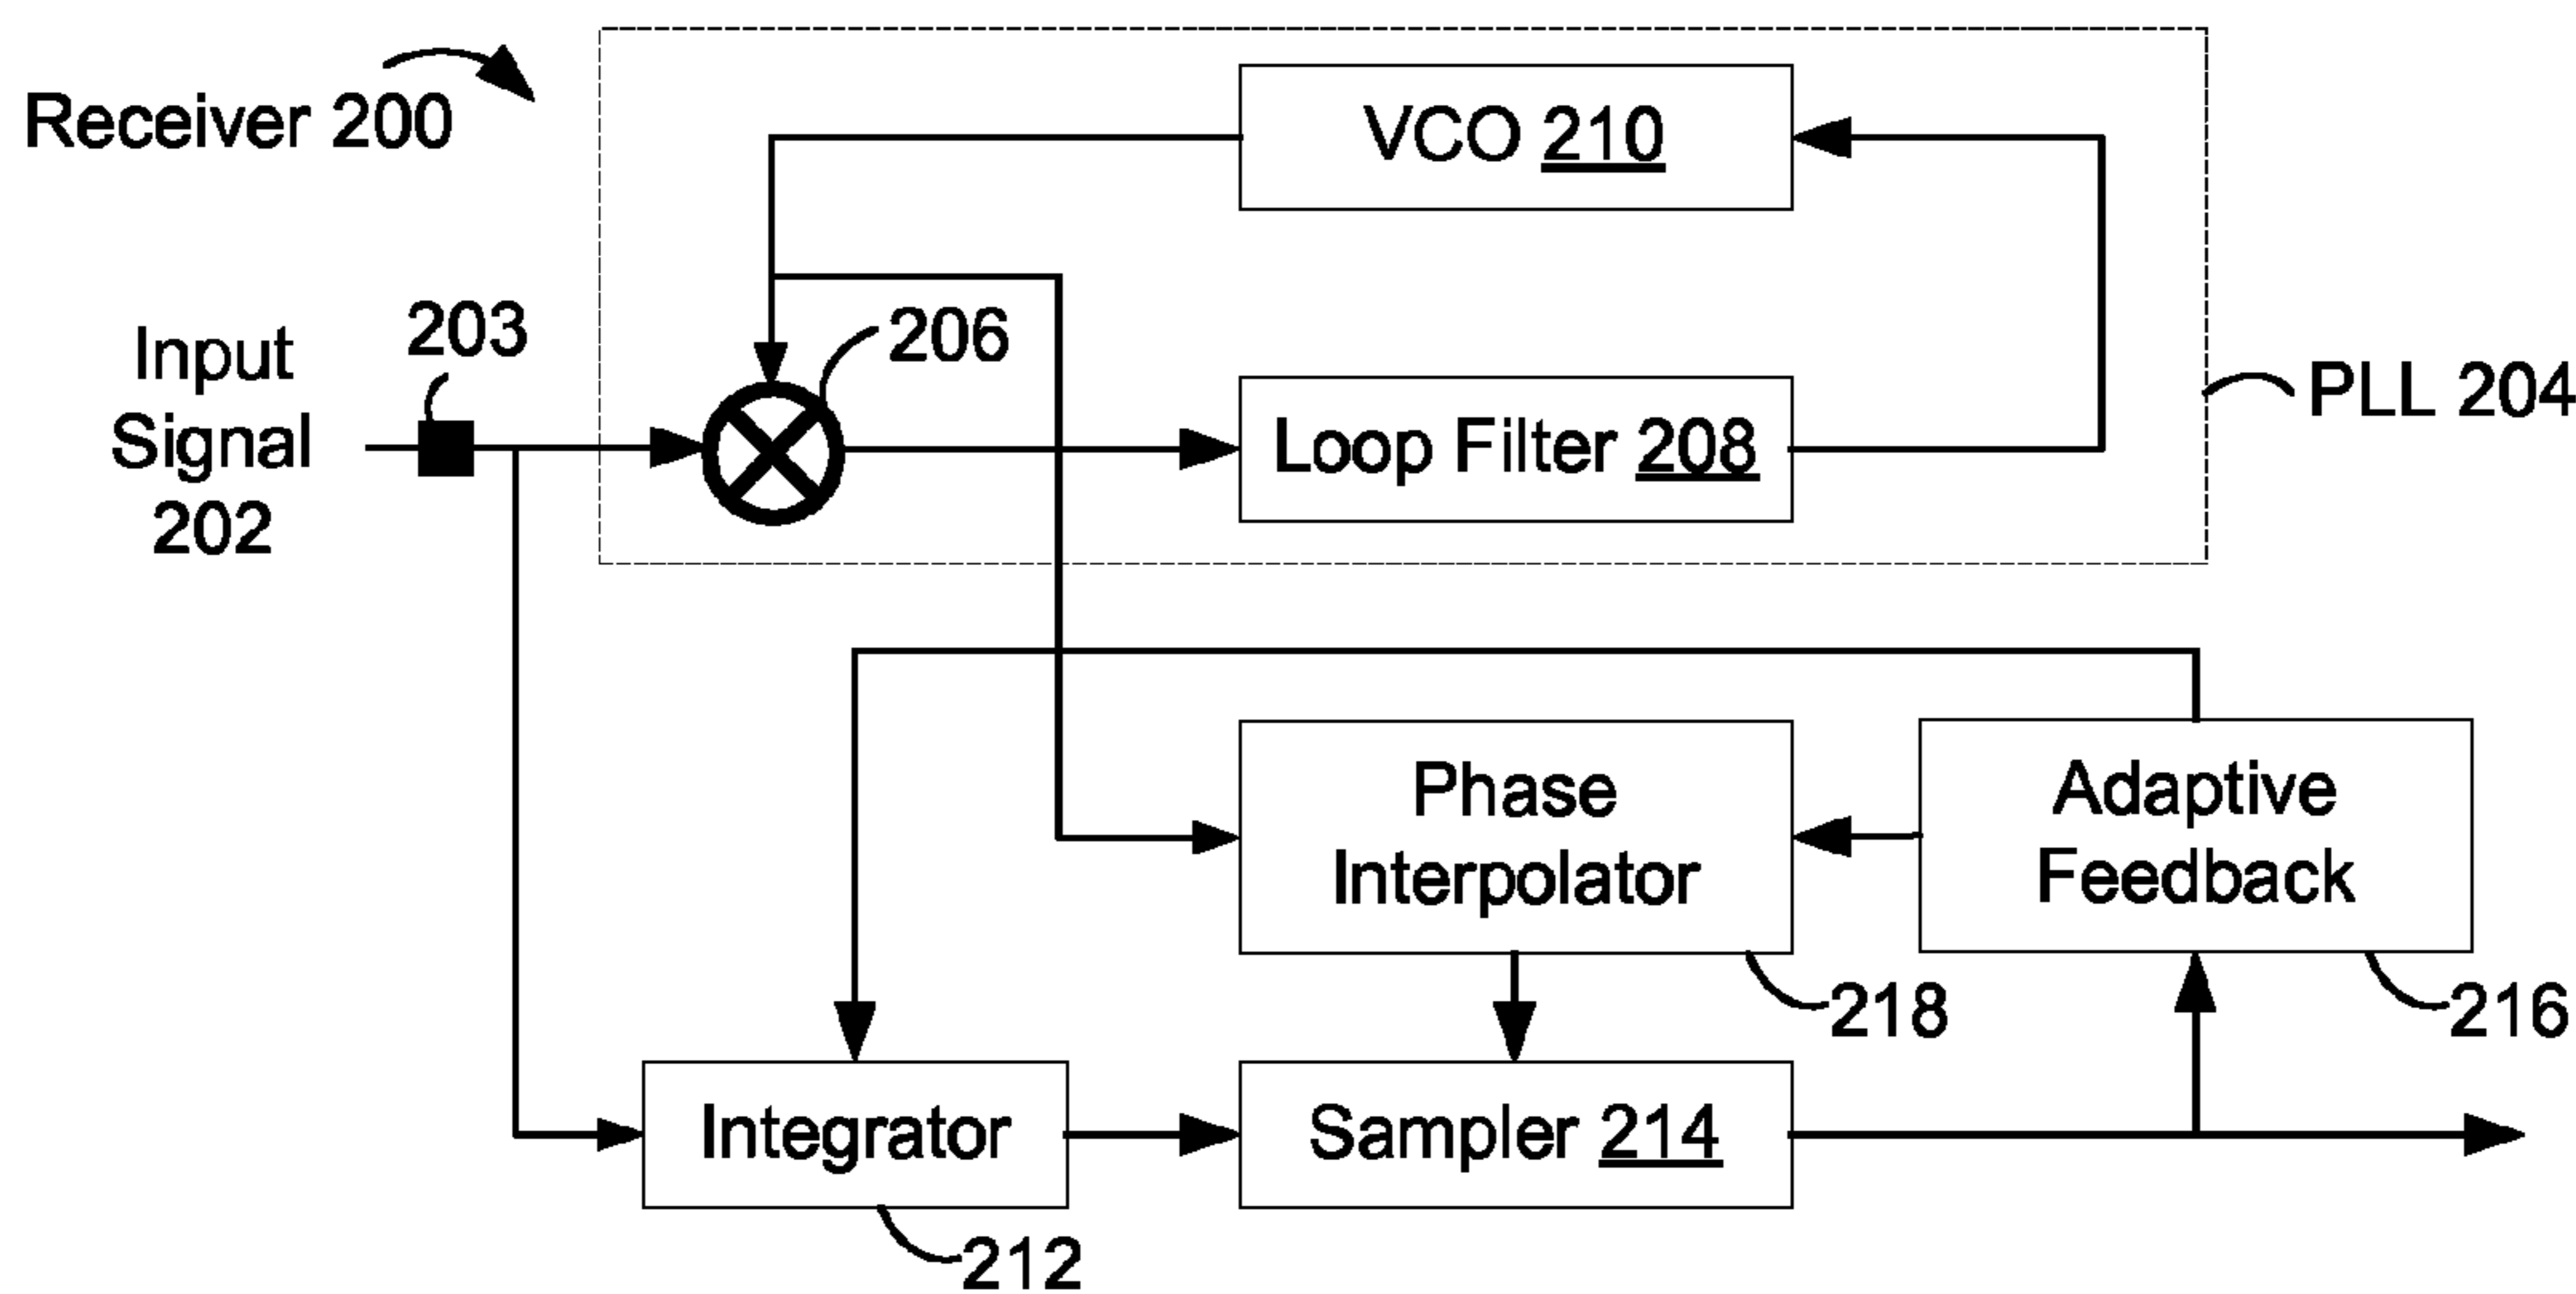 Receiver 200
VCO 210
203
206
Input
Signal
202
Loop Filter 208
PLL 204
Phase
Interpolator
Adaptive
Feedback
218
216
Integrator
Sampler 214
212